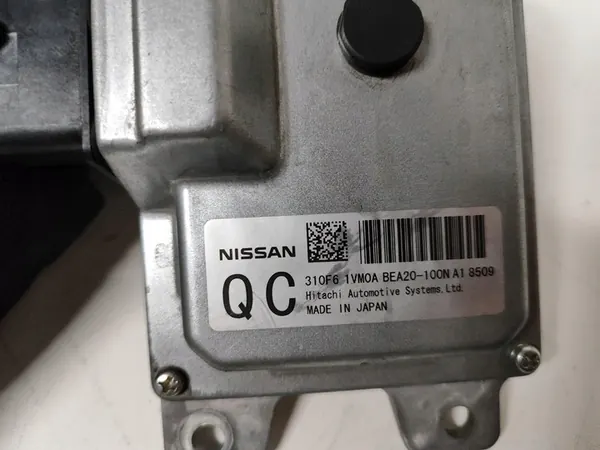 NISSAN
QC
310F6 1VM0A BEA20-100N A1 8509
Hitachi Automotive Systems,Ltd.
MADE IN JAPAN